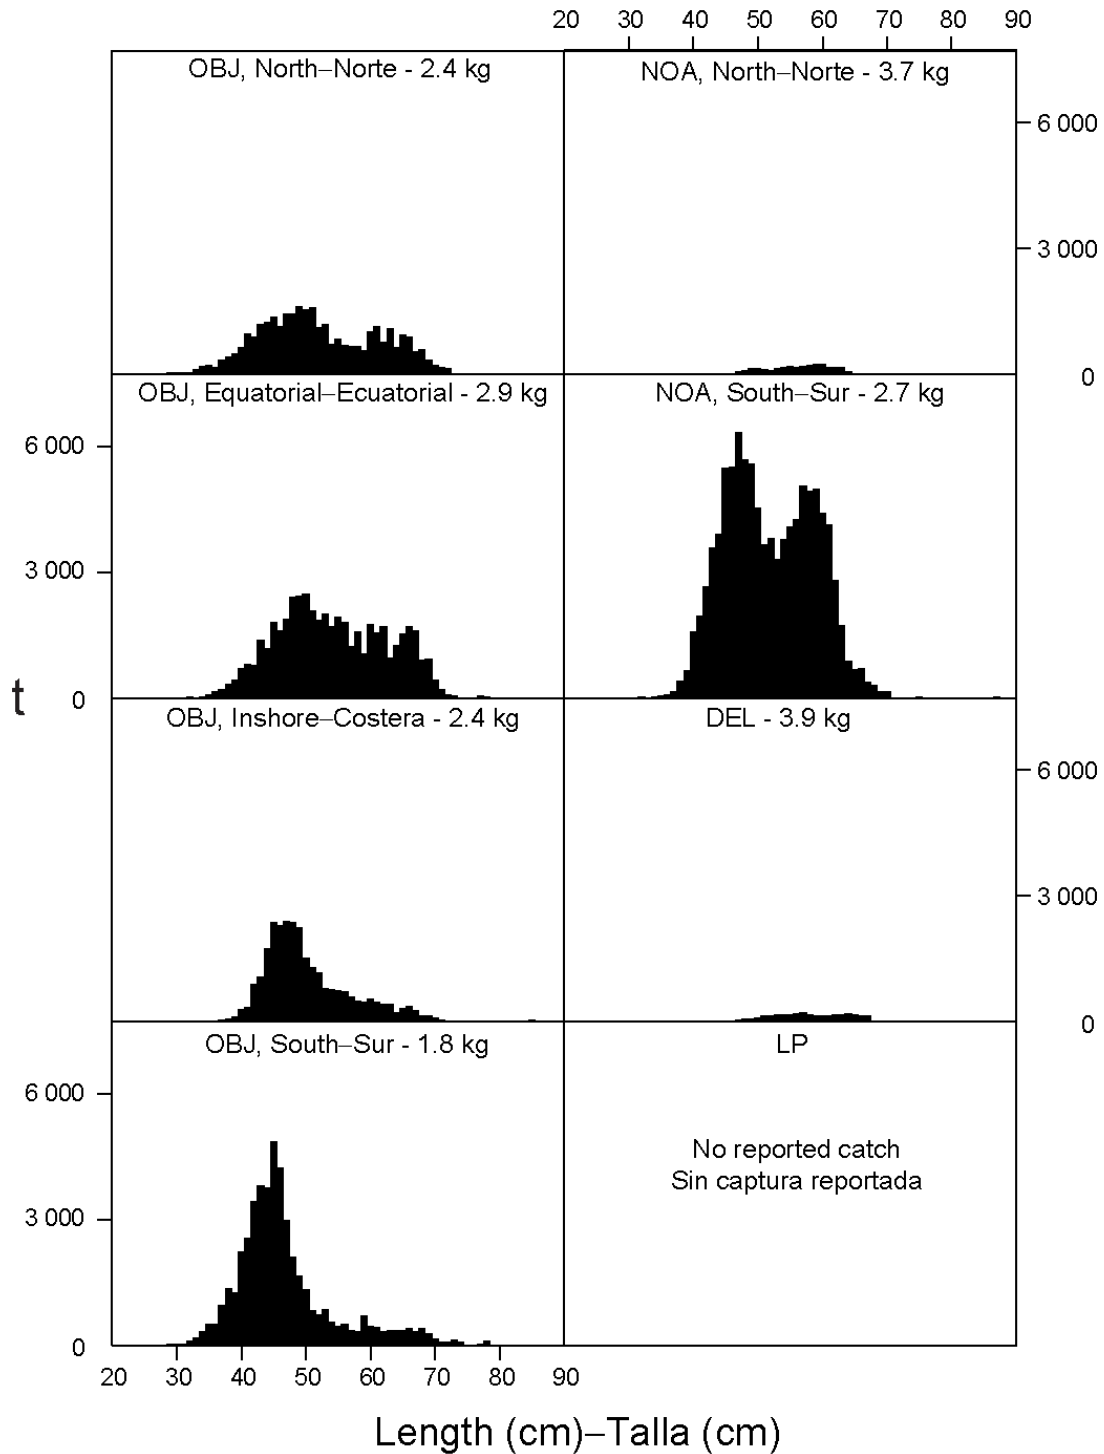 20 30 40 50 60 70 80 90
OBJ, North–Norte - 2.4 kg
NOA, North–Norte - 3.7 kg
6 000
3 000
0
OBJ, Equatorial–Ecuatorial - 2.9 kg
NOA, South–Sur - 2.7 kg
6 000
3 000
t
0
OBJ, Inshore–Costera - 2.4 kg
DEL - 3.9 kg
6 000
3 000
0
OBJ, South–Sur - 1.8 kg
LP
6 000
No reported catch
Sin captura reportada
3 000
0
20 30 40 50 60 70 80 90
Length (cm)–Talla (cm)